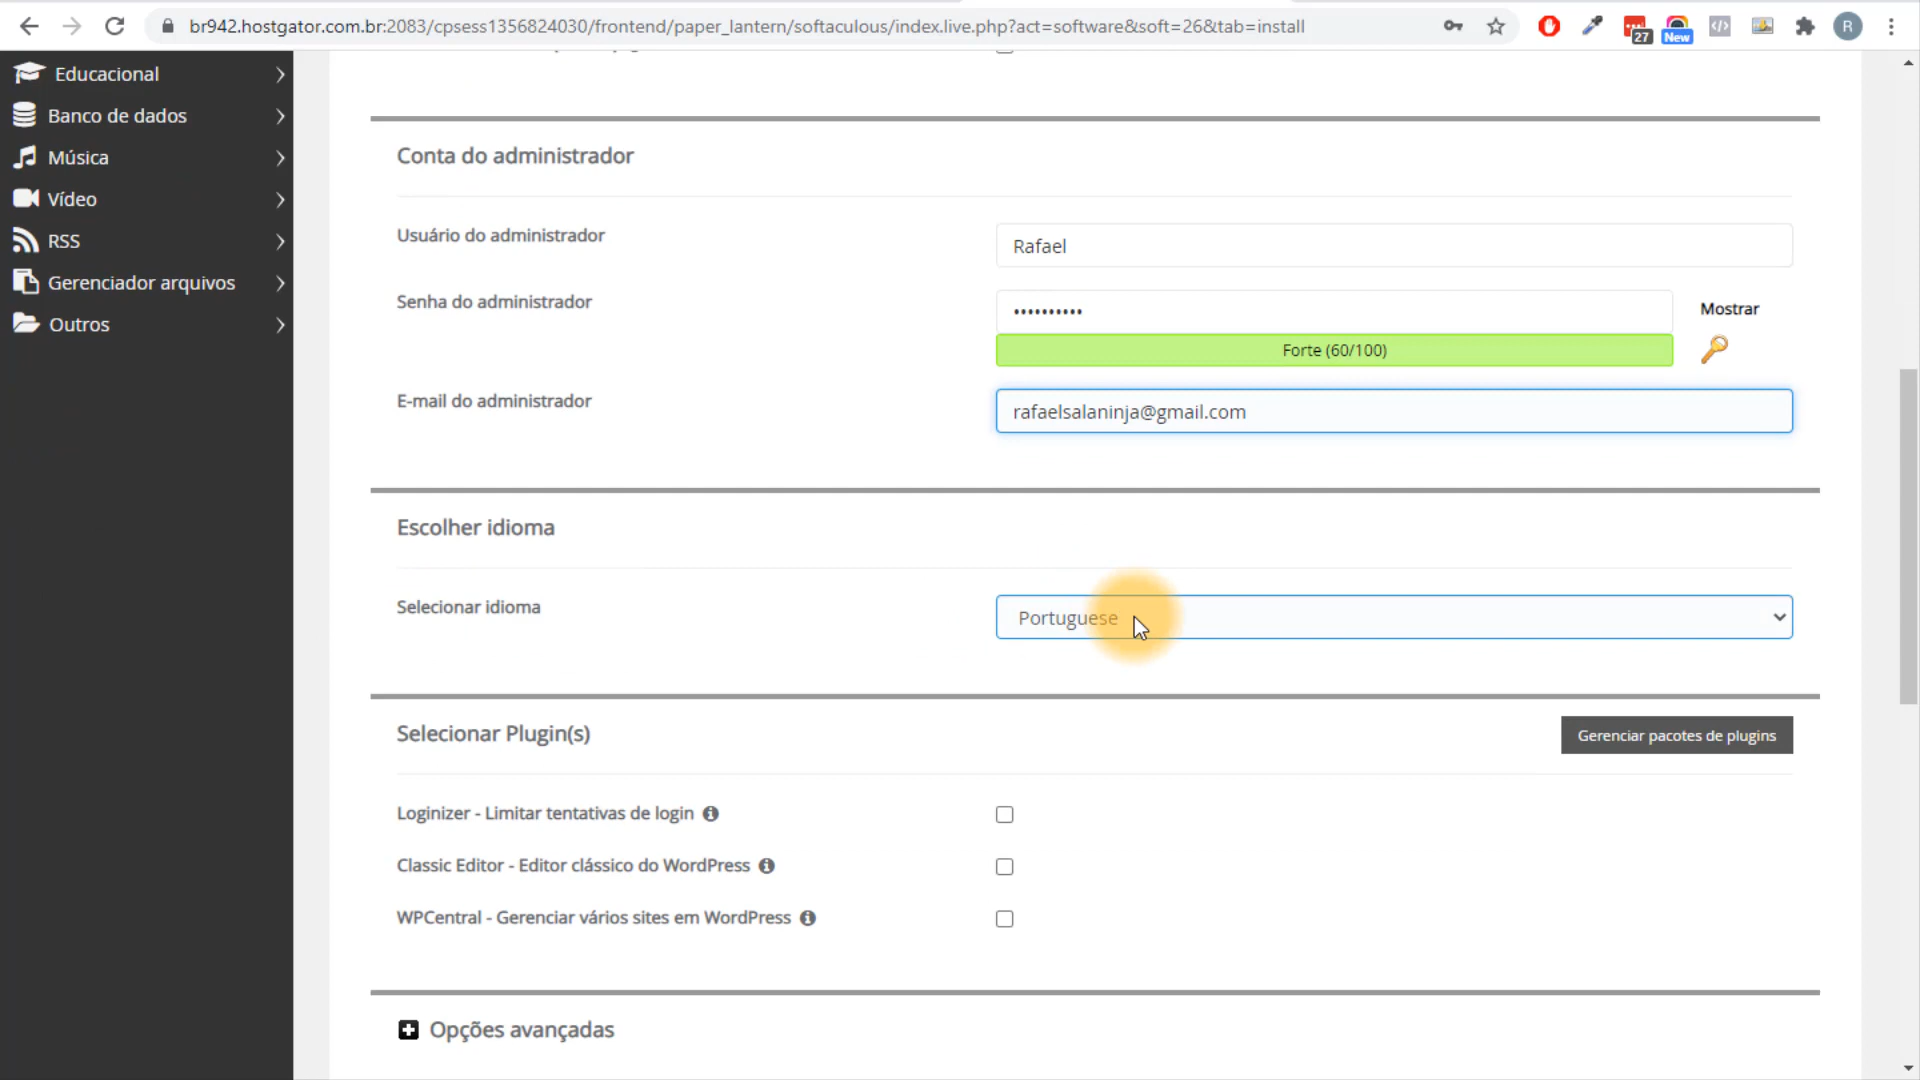 br942.hostgator.com.br:2083/cpsess1356824030/frontend/paper_lantern/softaculous/index.live.php?act=software&soft=26&tab=install
27
New
R
Educacional
Banco de dados
Música
Vídeo
RSS
Gerenciador arquivos
Outros
Conta do administrador
Usuário do administrador
Rafael
Senha do administrador
••••••••••
Mostrar
Forte (60/100)
E-mail do administrador
rafaelsalaninja@gmail.com
Escolher idioma
Selecionar idioma
Portuguese
Selecionar Plugin(s)
Gerenciar pacotes de plugins
Loginizer - Limitar tentativas de login
Classic Editor - Editor clássico do WordPress
WPCentral - Gerenciar vários sites em WordPress
Opções avançadas